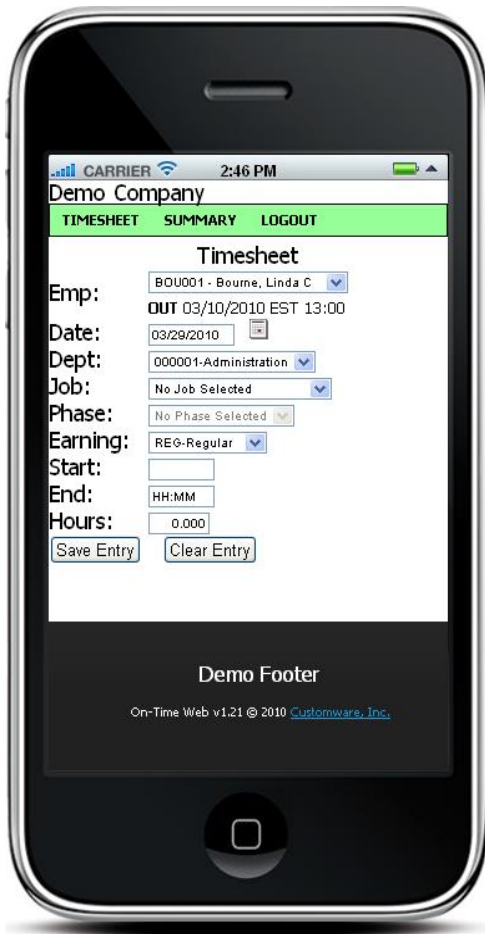 CARRIER 2:46 PM
Demo Company
TIMESHEET SUMMARY LOGOUT
Timesheet
Emp: BOU001 - Bourne, Linda C
OUT 03/10/2010 EST 13:00
Date: 03/29/2010
Dept: 000001-Administration
Job: No Job Selected
Phase: No Phase Selected
Earning: REG-Regular
Start:
End: HH:MM
Hours: 0.000
Save Entry Clear Entry
Demo Footer
On-Time Web v1.21 © 2010 Customware, Inc.